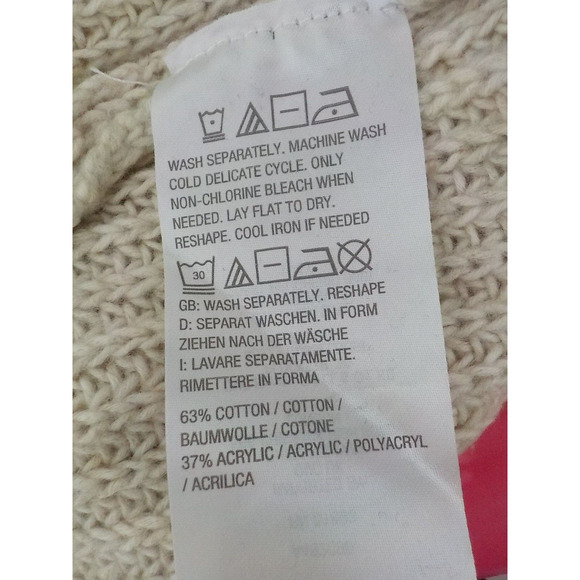 WASH SEPARATELY. MACHINE WASH
COLD DELICATE CYCLE. ONLY
NON-CHLORINE BLEACH WHEN
NEEDED. LAY FLAT TO DRY.
RESHAPE. COOL IRON IF NEEDED
30
GB: WASH SEPARATELY. RESHAPE
D: SEPARAT WASCHEN. IN FORM
ZIEHEN NACH DER WÄSCHE
I: LAVARE SEPARATAMENTE.
RIMETTERE IN FORMA
63% COTTON / COTTON /
BAUMWOLLE / COTONE
37% ACRYLIC / ACRYLIC / POLYACRYL
/ ACRILICA